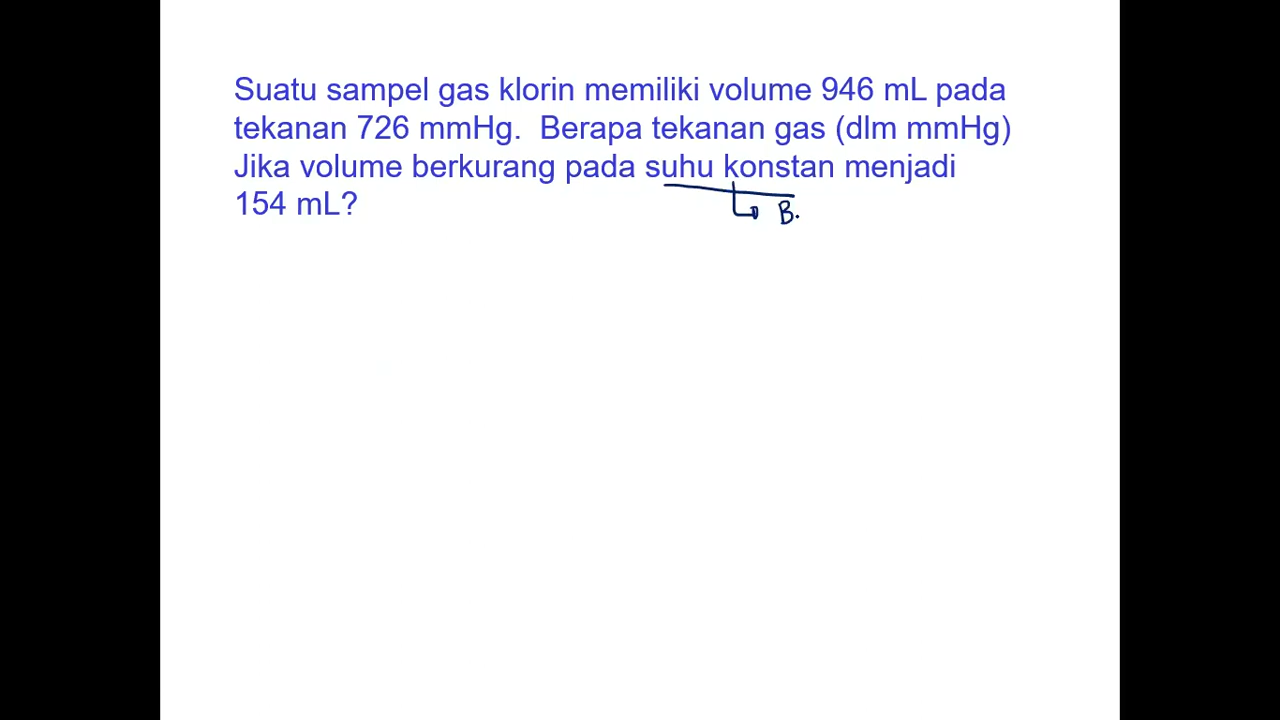 Suatu sampel gas klorin memiliki volume 946 mL pada
tekanan 726 mmHg.  Berapa tekanan gas (dlm mmHg)
Jika volume berkurang pada suhu konstan menjadi
154 mL?
B.